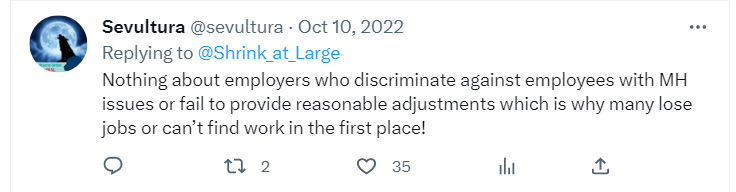 Sevultura @sevultura · Oct 10, 2022
Replying to @Shrink_at_Large
Nothing about employers who discriminate against employees with MH
issues or fail to provide reasonable adjustments which is why many lose
jobs or can’t find work in the first place!
2 35